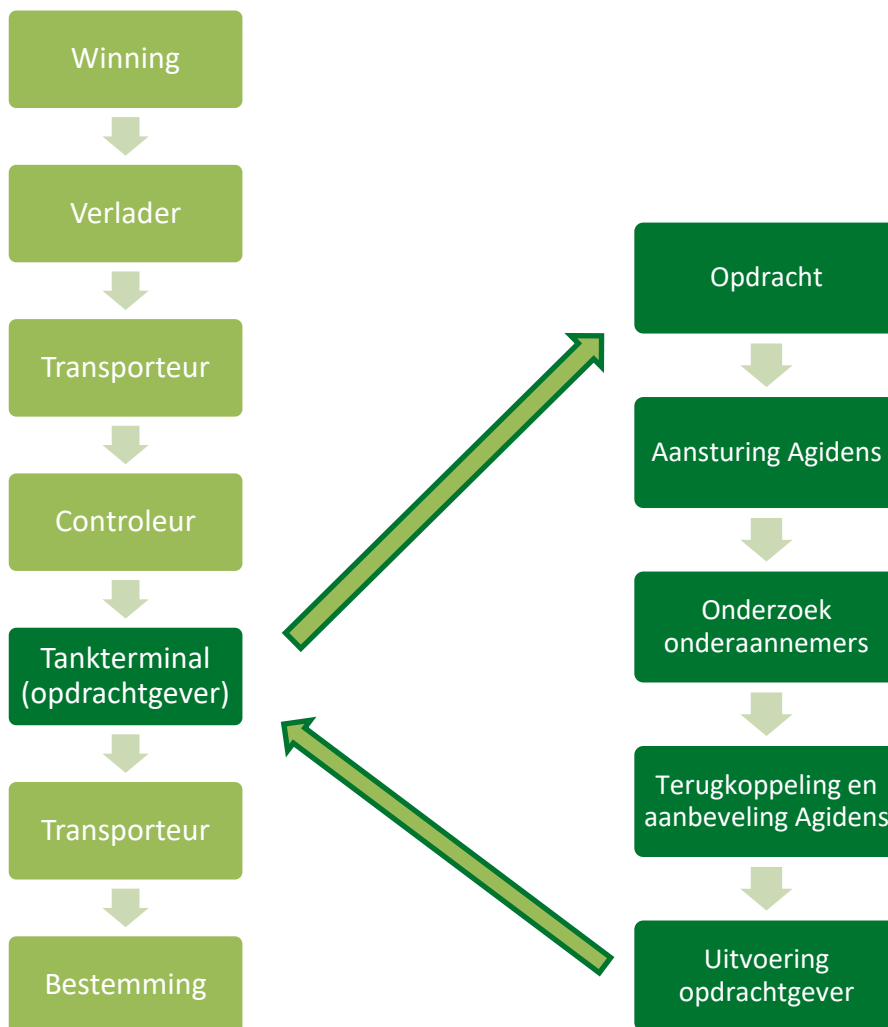 Winning
Verlader
Transporteur
Controleur
Tankterminal
(opdrachtgever)
Transporteur
Bestemming
Opdracht
Aansturing Agidens
Onderzoek
onderaannemers
Terugkoppeling en
aanbeveling Agidens
Uitvoering
opdrachtgever